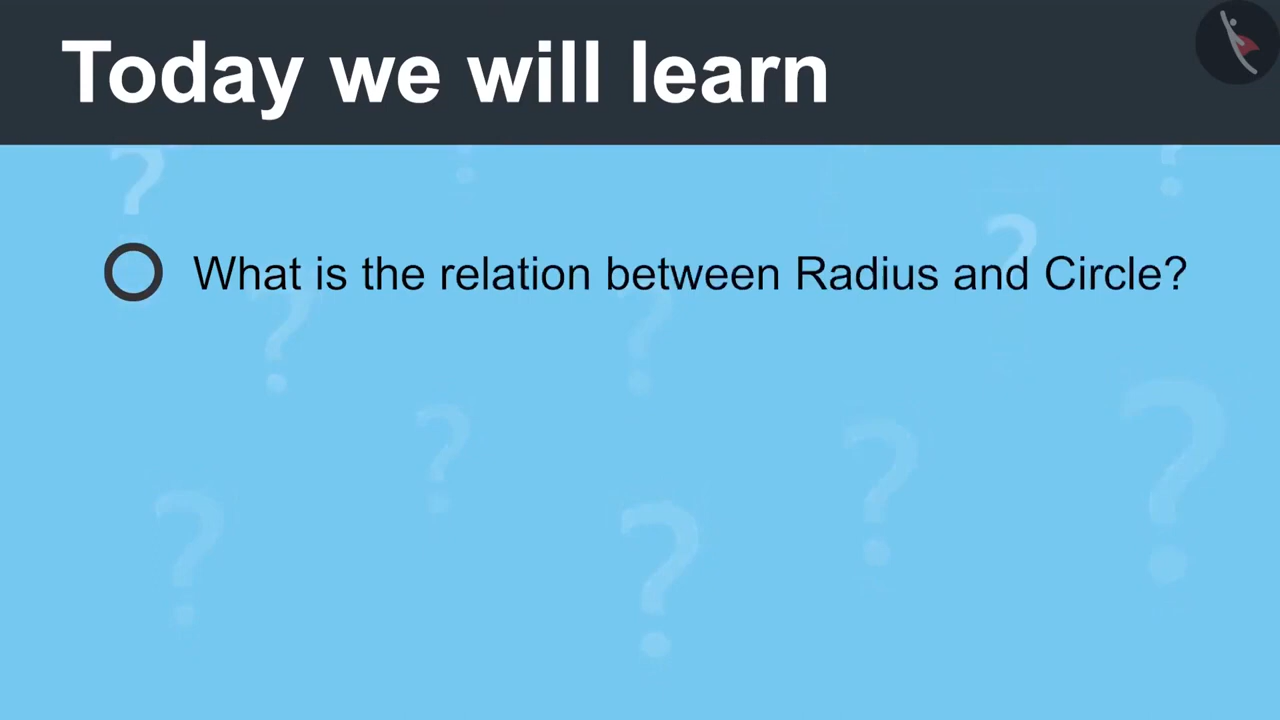 Today we will learn
What is the relation between Radius and Circle?